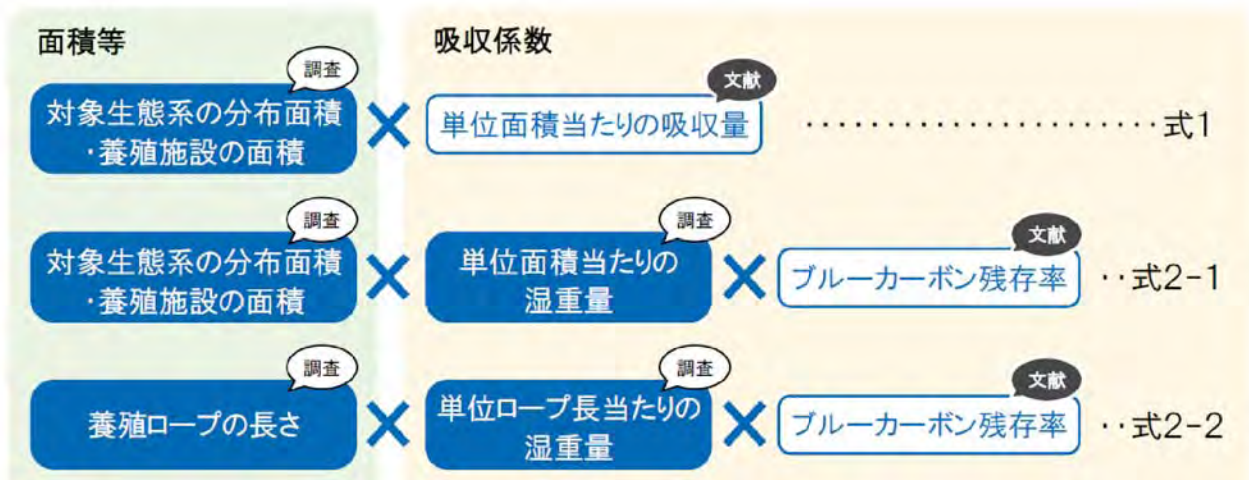 面積等
吸収係数
調査
対象生態系の分布面積
・養殖施設の面積
×
文献
単位面積当たりの吸収量
・・・・・・・・・・・・・・・・・・・・・・式1
調査
対象生態系の分布面積
・養殖施設の面積
×
調査
単位面積当たりの
湿重量
×
文献
ブルーカーボン残存率
・・式2-1
調査
養殖ロープの長さ
×
調査
単位ロープ長当たりの
湿重量
×
文献
ブルーカーボン残存率
・・式2-2